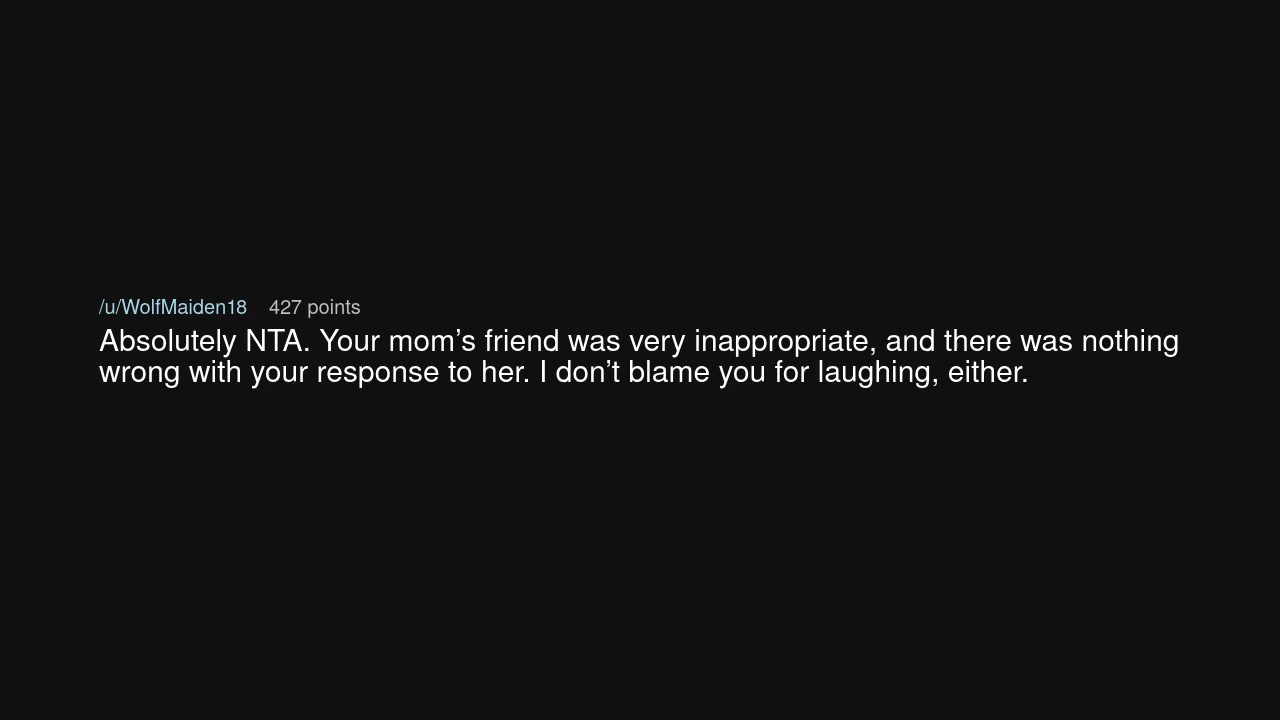 /u/WolfMaiden18 427 points
Absolutely NTA. Your mom’s friend was very inappropriate, and there was nothing
wrong with your response to her. I don’t blame you for laughing, either.